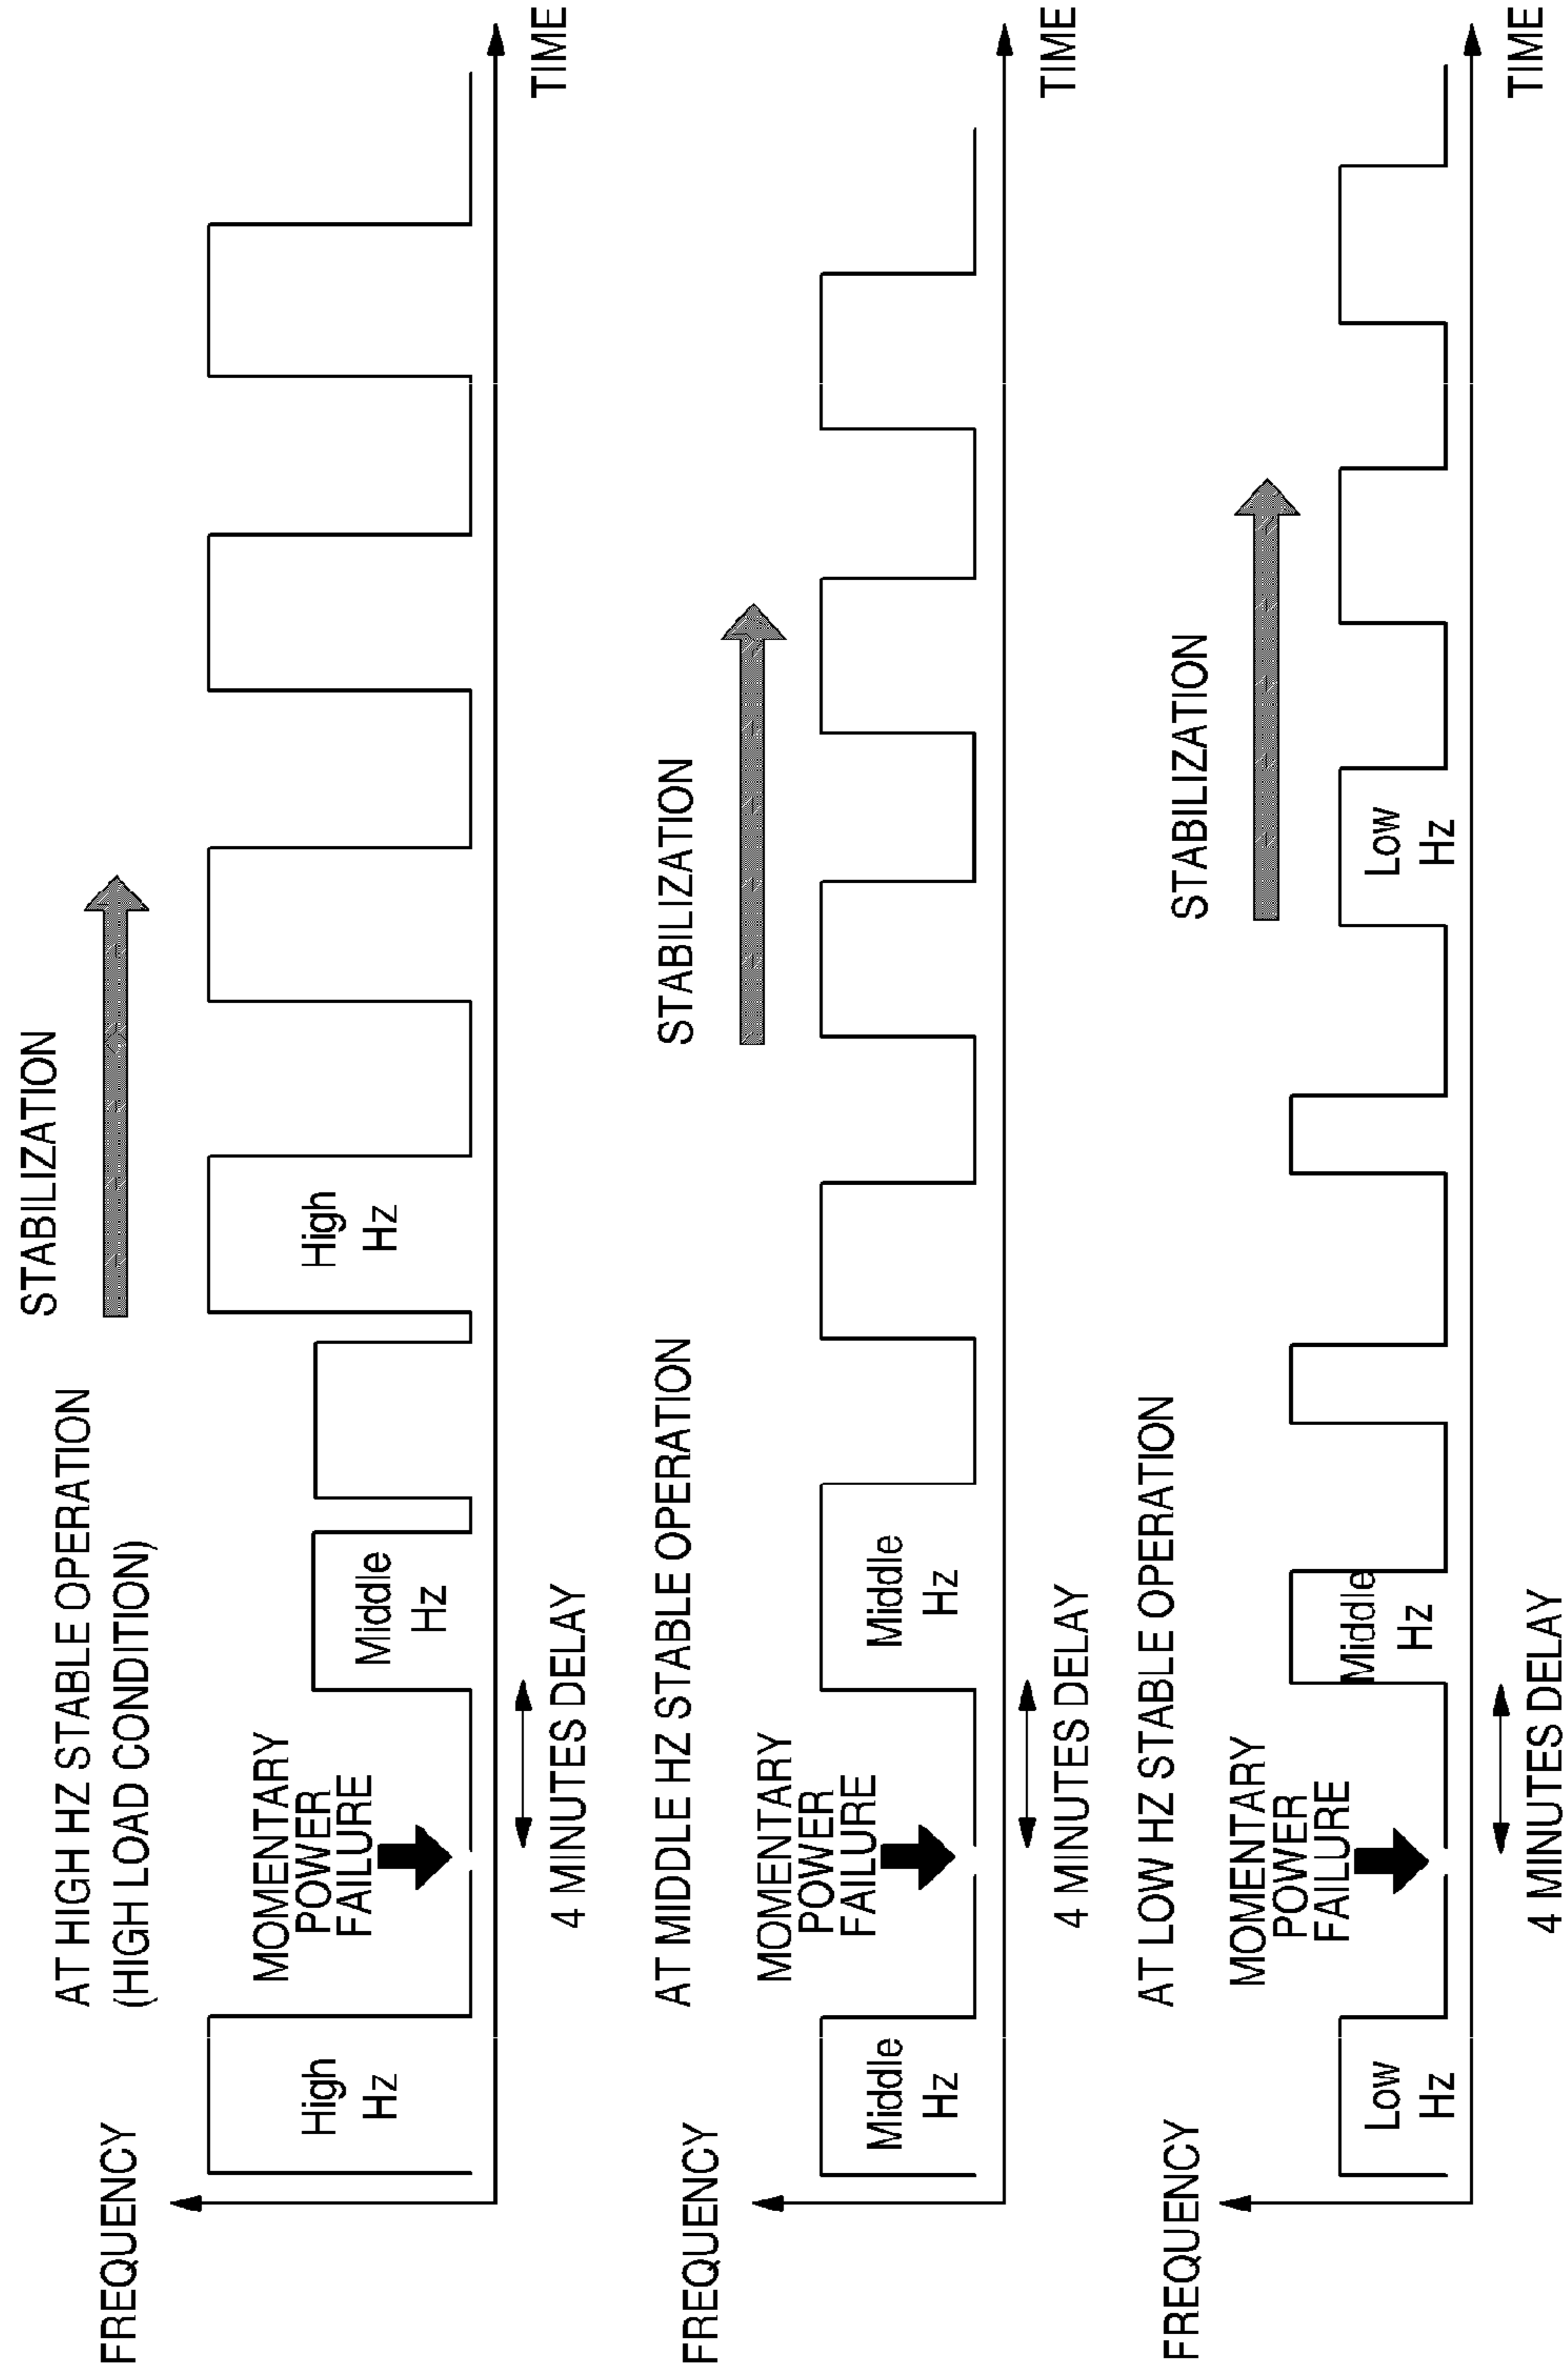 AT HIGH HZ STABLE OPERATION
(HIGH LOAD CONDITION)
STABILIZATION
FREQUENCY
MOMENTARY
POWER
FAILURE
High
Hz
Middle
Hz
High
Hz
4 MINUTES DELAY
TIME
AT MIDDLE HZ STABLE OPERATION
STABILIZATION
FREQUENCY
MOMENTARY
POWER
FAILURE
Middle
Hz
Middle
Hz
4 MINUTES DELAY
TIME
AT LOW HZ STABLE OPERATION
STABILIZATION
FREQUENCY
MOMENTARY
POWER
FAILURE
Low
Hz
Middle
Hz
Low
Hz
4 MINUTES DELAY
TIME